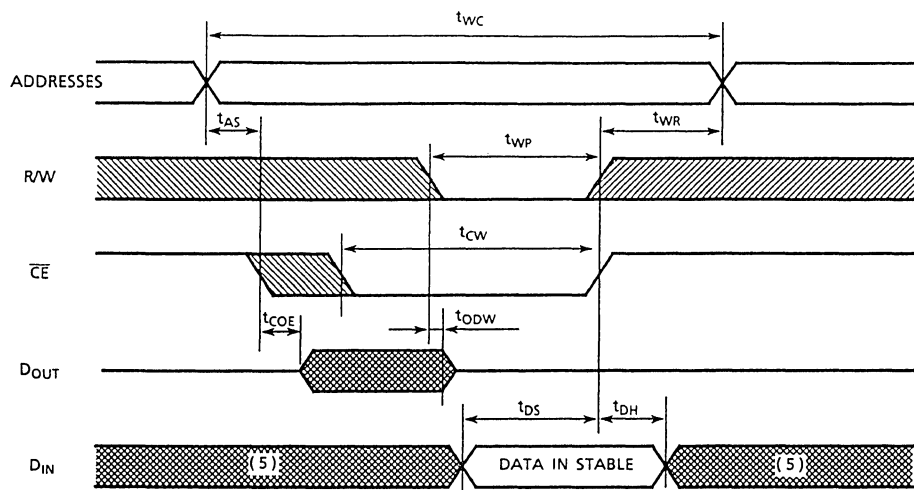 tWC
ADDRESSES
tAS
tWR
tWP
R/W
tCW
CE
tCOE
tODW
DOUT
tDS
tDH
DIN
(5)
DATA IN STABLE
(5)